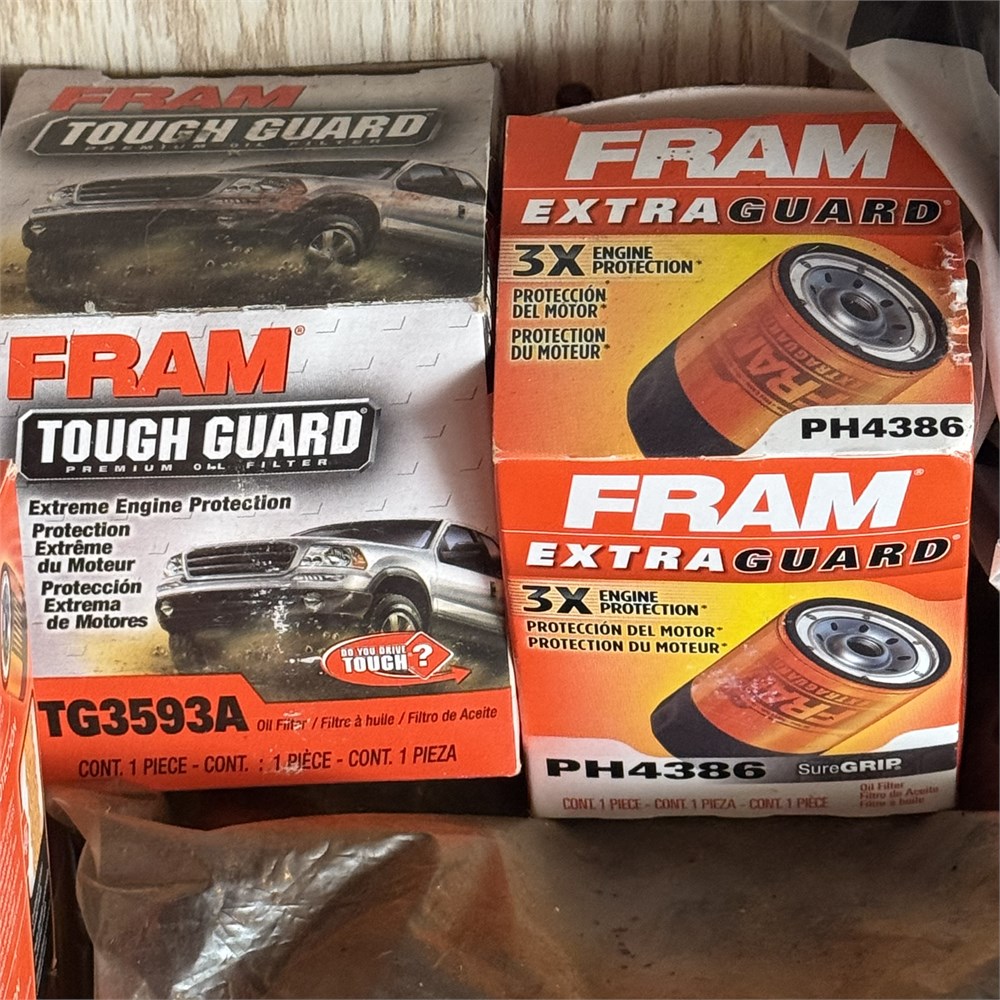 FRAM
TOUGH GUARD
PREMIUM OIL FILTER
FRAM®
TOUGH GUARD®
PREMIUM OIL FILTER
Extreme Engine Protection
Protection
Extrême
du Moteur
Protección
Extrema
de Motores
DO YOU DRIVE
TOUGH?
TG3593A Oil Filter / Filtre à huile / Filtro de Aceite
CONT. 1 PIECE - CONT. : 1 PIÈCE - CONT. 1 PIEZA
FRAM
EXTRAGUARD®
3X ENGINE
PROTECTION*
PROTECCIÓN
DEL MOTOR*
PROTECTION
DU MOTEUR*
FRAM
EXTRAGUARD
PH4386
FRAM®
EXTRAGUARD®
3X ENGINE
PROTECTION*
PROTECCIÓN DEL MOTOR*
PROTECTION DU MOTEUR*
FRAM
EXTRAGUARD
PH4386 SureGRIP®
Oil Filter
Filtro de Aceite
Filtre à huile
CONT. 1 PIECE - CONT. 1 PIEZA - CONT. 1 PIÈCE